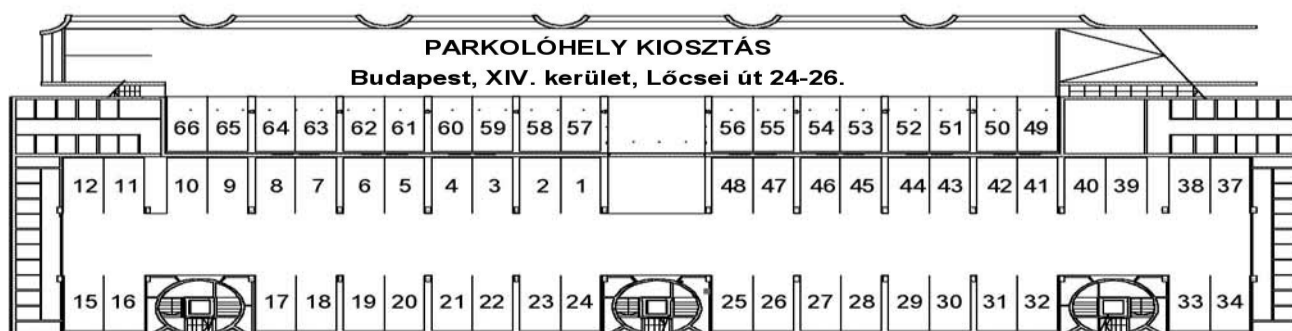 PARKOLÓHELY KIOSZTÁS
Budapest, XIV. kerület, Lőcsei út 24-26.
66 65 64 63 62 61 60 59 58 57 56 55 54 53 52 51 50 49
12 11 10 9 8 7 6 5 4 3 2 1 48 47 46 45 44 43 42 41 40 39 38 37
15 16 17 18 19 20 21 22 23 24 25 26 27 28 29 30 31 32 33 34